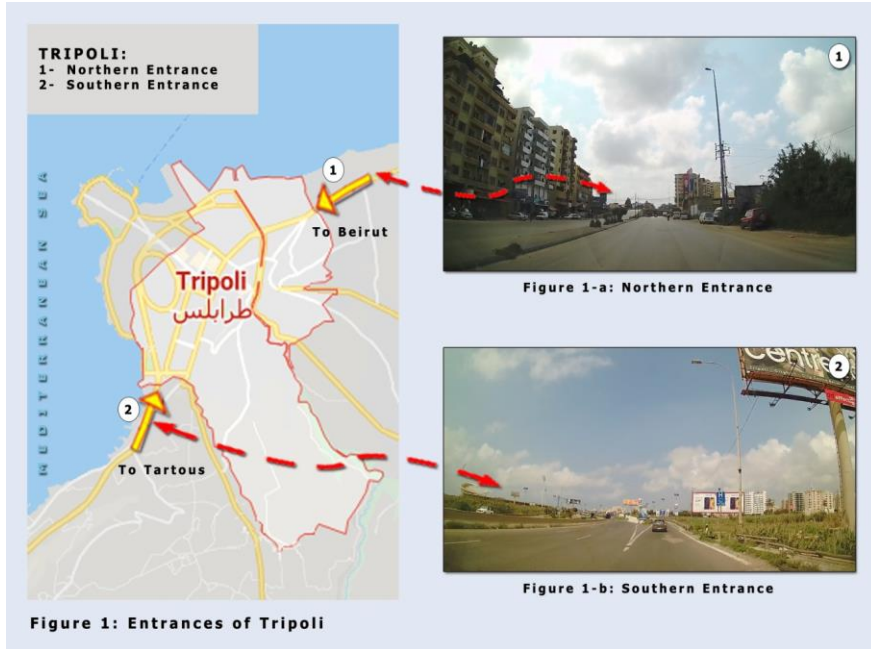 TRIPOLI:
1- Northern Entrance
2- Southern Entrance
MEDITERRANEAN SEA
1
To Beirut
Tripoli
طرابلس
2
To Tartous
Figure 1: Entrances of Tripoli
1
Figure 1-a: Northern Entrance
Centre
2
Figure 1-b: Southern Entrance